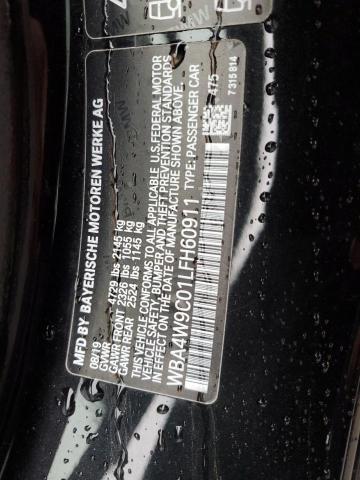 MFD BY BAYERISCHE MOTOREN WERKE AG
08/19
GVWR 4729 lbs 2145 kg
GAWR FRONT 2326 lbs 1055 kg
GAWR REAR 2524 lbs 1145 kg
THIS VEHICLE CONFORMS TO ALL APPLICABLE U.S. FEDERAL MOTOR
VEHICLE SAFETY, BUMPER AND THEFT PREVENTION STANDARDS
IN EFFECT ON THE DATE OF MANUFACTURE SHOWN ABOVE.
WBA4W9C01LFH60911 TYPE: PASSENGER CAR
475
7315814